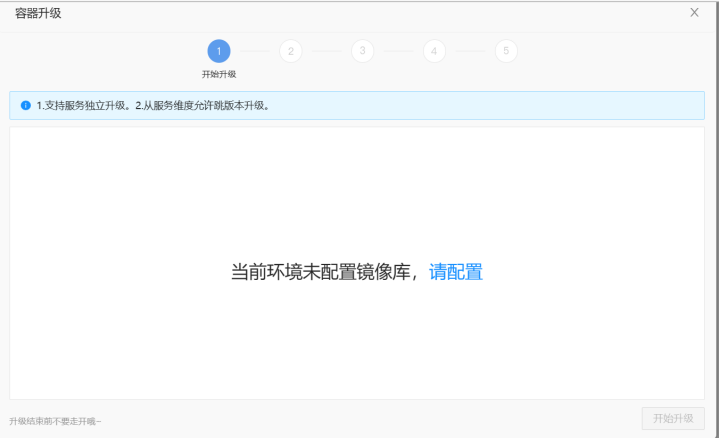 容器升级 X
1 2 3 4 5
开始升级
1.支持服务独立升级。2.从服务维度允许跳版本升级。
当前环境未配置镜像库，请配置
升级结束前不要走开哦~ 开始升级